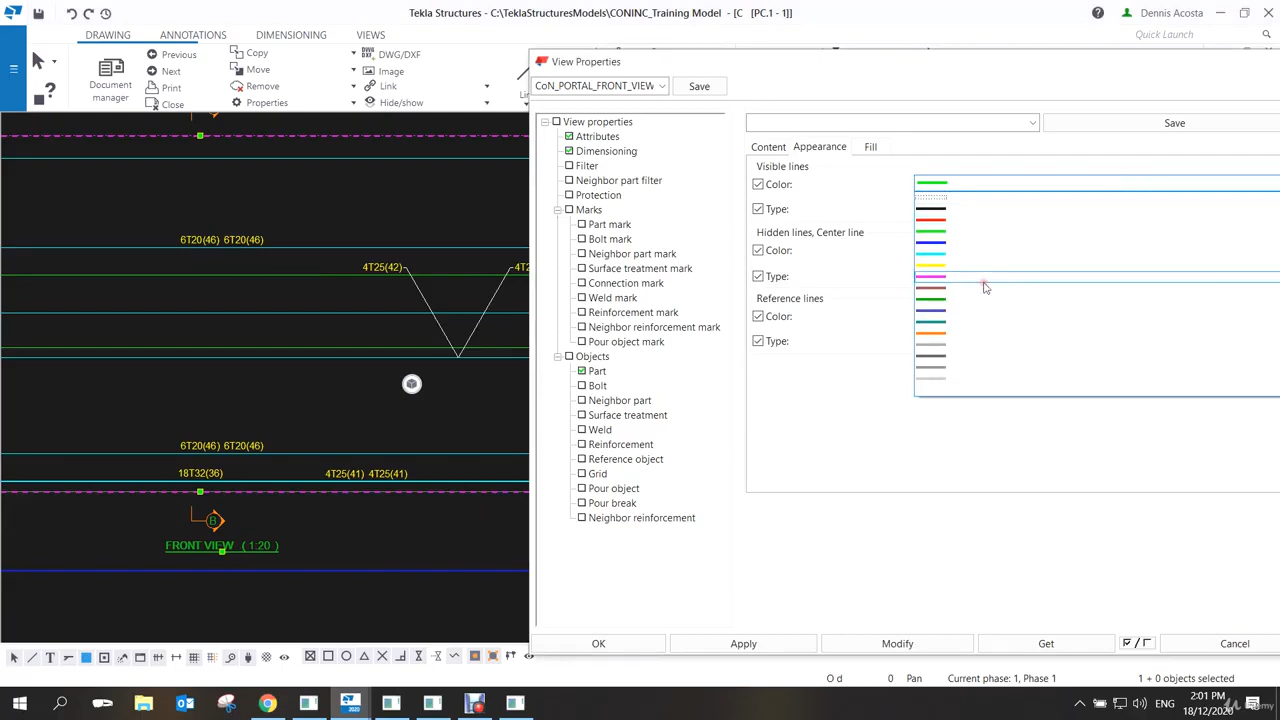 Tekla Structures - C:\TeklaStructuresModels\CONINC_Training Model - [C   [PC.1 - 1]]
Dennis Acosta
DRAWING ANNOTATIONS DIMENSIONING VIEWS
Quick Launch
Document manager
Previous
Next
Print
Close
Copy
Move
Remove
Properties
DWG/DXF
Image
Link
Hide/show
View Properties
CoN_PORTAL_FRONT_VIEW
Save
View properties
Attributes
Dimensioning
Filter
Neighbor part filter
Protection
Marks
Part mark
Bolt mark
Neighbor part mark
Surface treatment mark
Connection mark
Weld mark
Reinforcement mark
Neighbor reinforcement mark
Pour object mark
Objects
Part
Bolt
Neighbor part
Surface treatment
Weld
Reinforcement
Reference object
Grid
Pour object
Pour break
Neighbor reinforcement
Save
Content Appearance Fill
Visible lines
Color:
Type:
Hidden lines, Center line
Color:
Type:
Reference lines
Color:
Type:
6T20(46) 6T20(46)
4T25(42)
6T20(46) 6T20(46)
18T32(36)
4T25(41) 4T25(41)
B
FRONT VIEW ( 1:20 )
OK Apply Modify Get Cancel
O d 0 Pan Current phase: 1, Phase 1 1 + 0 objects selected
ENG
2:01 PM
18/12/2020